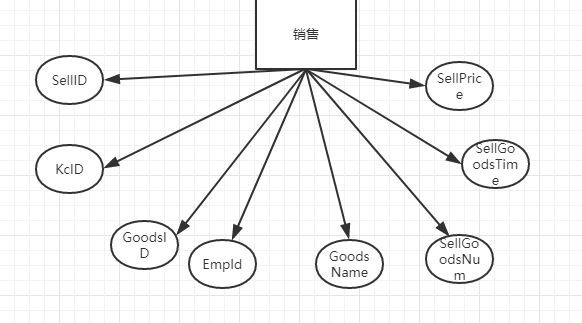 销售
SellID
SellPric
e
KcID
SellGo
odsTim
e
GoodsI
D
EmpId
Goods
Name
SellGo
odsNu
m